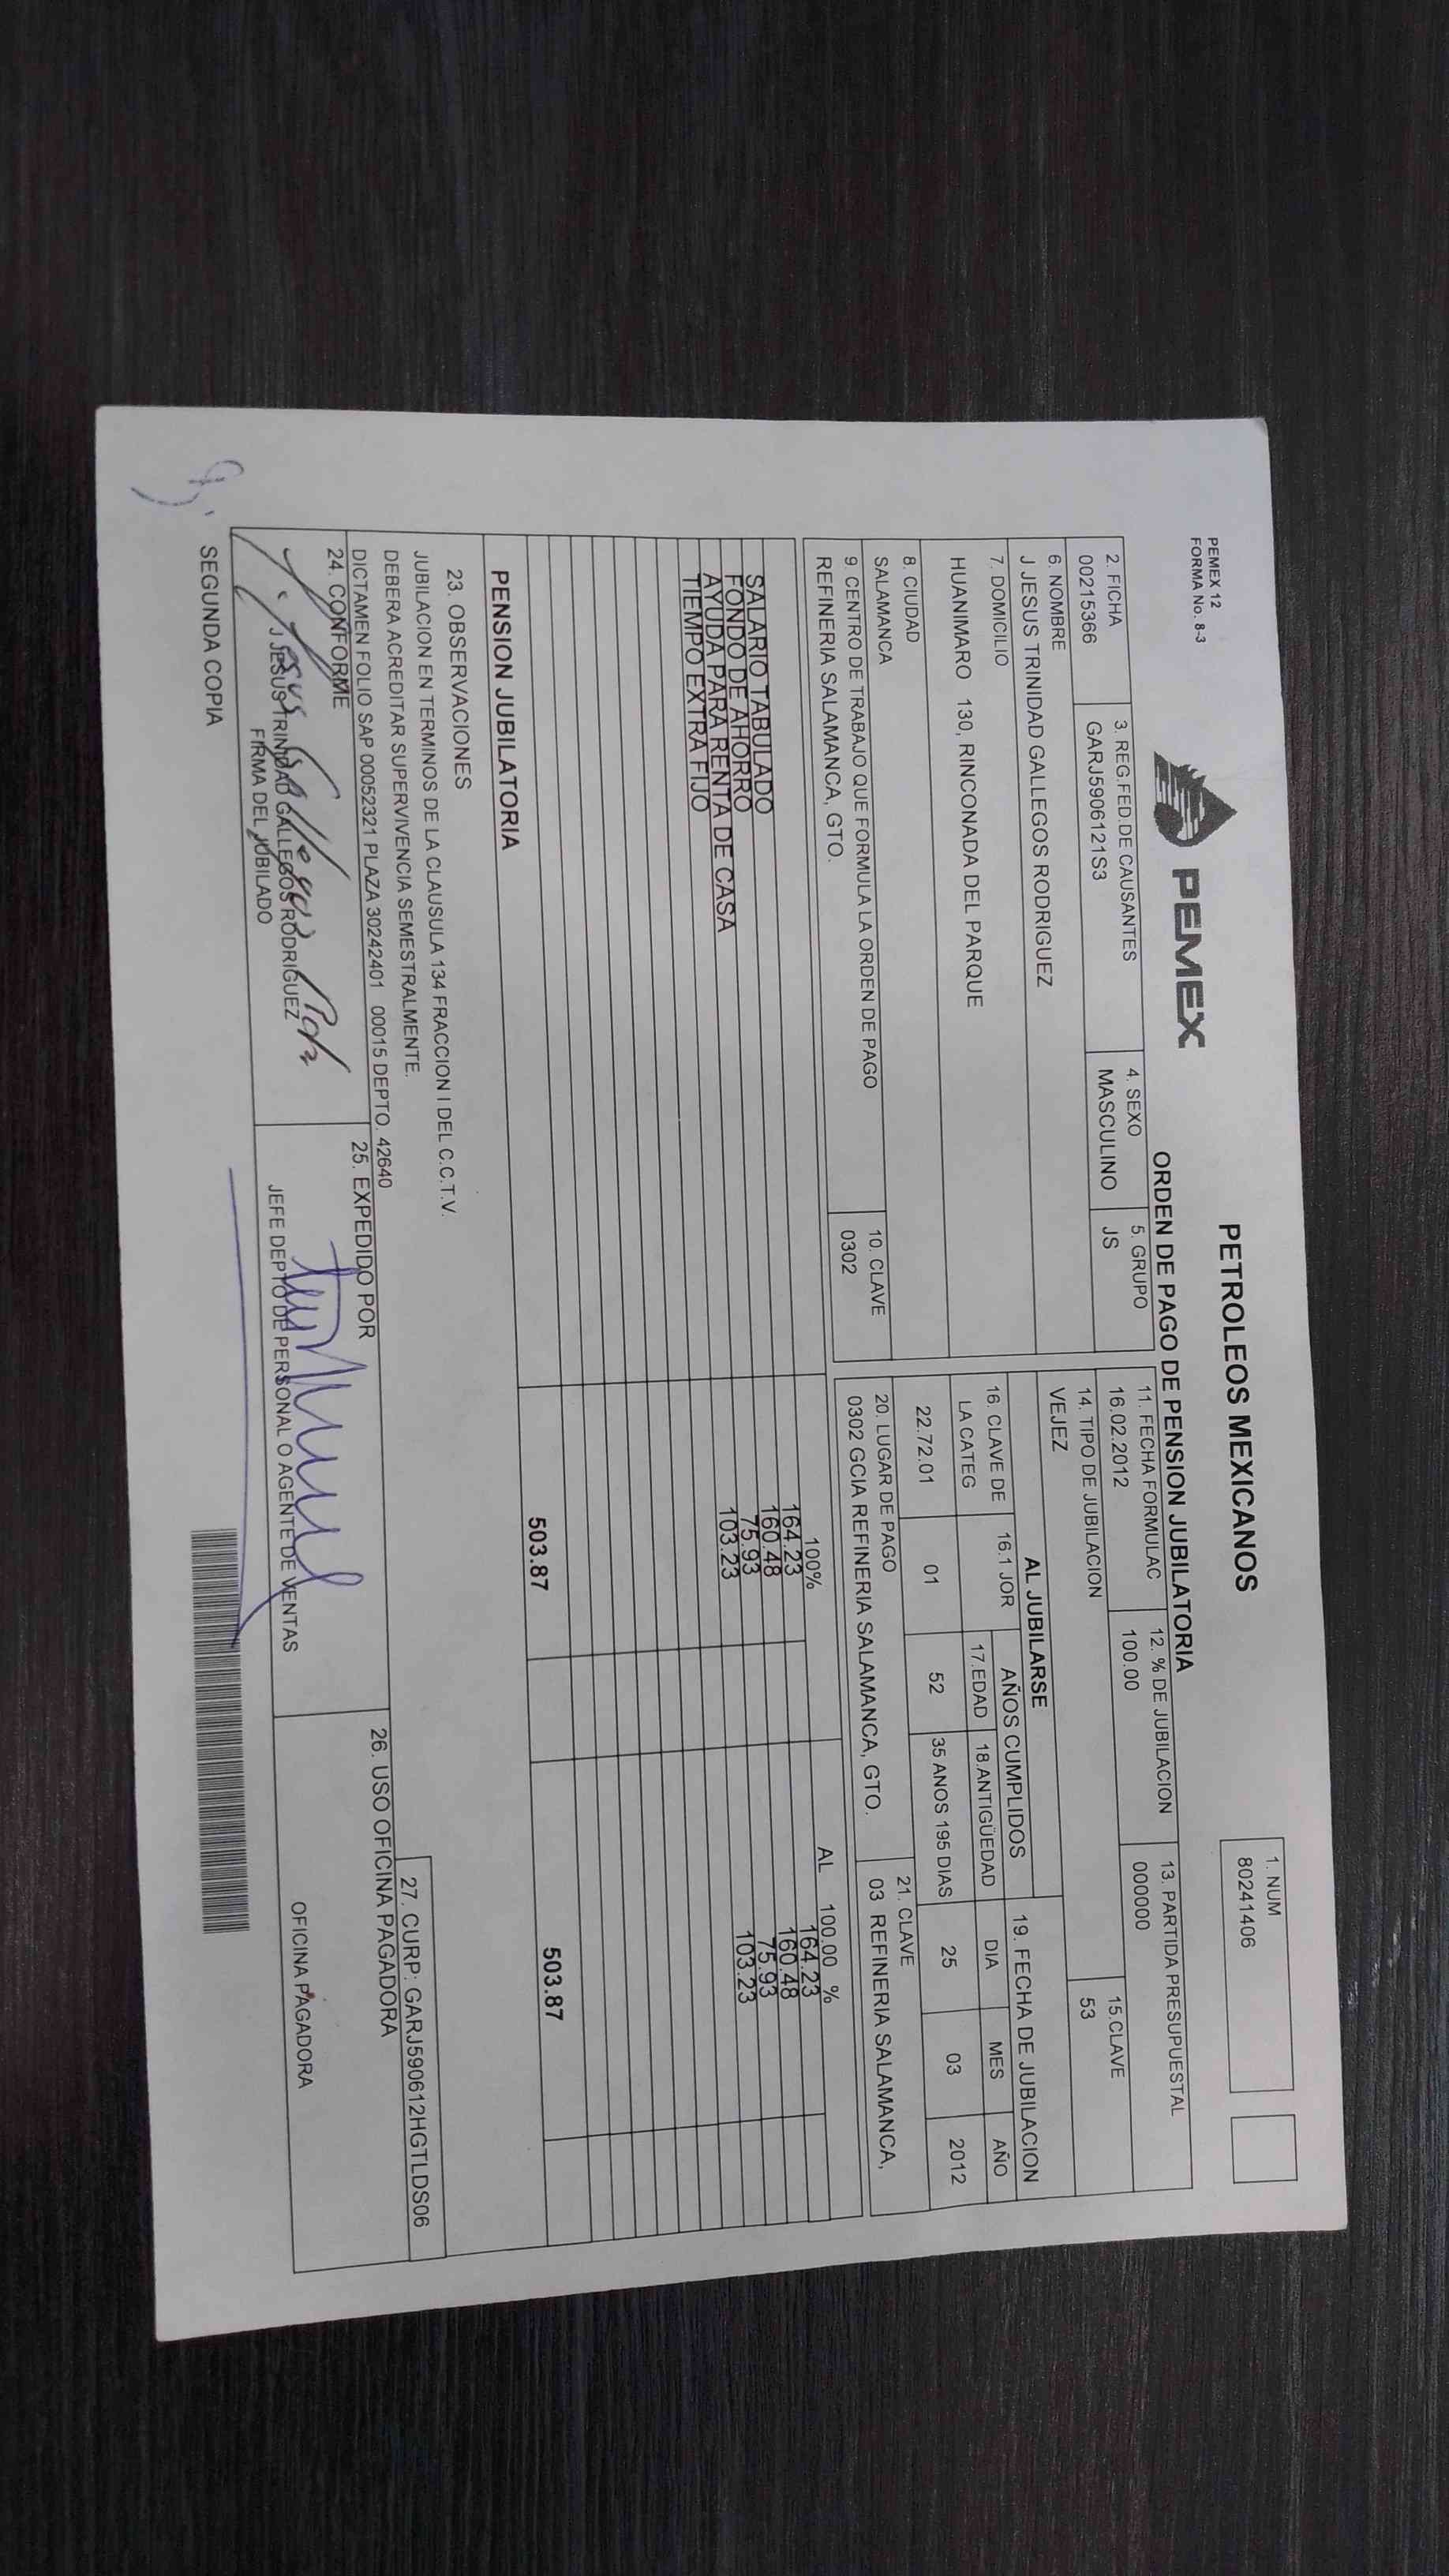 PEMEX 12
FORMA No. 8-3
PEMEX
PETROLEOS MEXICANOS
ORDEN DE PAGO DE PENSION JUBILATORIA
1. NUM
80241406
2. FICHA
00215366
3. REG.FED.DE CAUSANTES
GARJ5906121S3
4. SEXO
MASCULINO
5. GRUPO
JS
6. NOMBRE
J JESUS TRINIDAD GALLEGOS RODRIGUEZ
7. DOMICILIO
HUANIMARO 130, RINCONADA DEL PARQUE
8. CIUDAD
SALAMANCA
9. CENTRO DE TRABAJO QUE FORMULA LA ORDEN DE PAGO
REFINERIA SALAMANCA, GTO.
10. CLAVE
0302
11. FECHA FORMULAC
16.02.2012
12. % DE JUBILACION
100.00
13. PARTIDA PRESUPUESTAL
000000
14. TIPO DE JUBILACION
VEJEZ
15.CLAVE
53
AL JUBILARSE
16. CLAVE DE
LA CATEG
22.72.01
16.1 JOR
01
AÑOS CUMPLIDOS
17.EDAD
52
18.ANTIGÜEDAD
35 ANOS 195 DIAS
19. FECHA DE JUBILACION
DIA MES AÑO
25 03 2012
20. LUGAR DE PAGO
0302 GCIA REFINERIA SALAMANCA, GTO.
21. CLAVE
03 REFINERIA SALAMANCA,
100% AL 100.00 %
SALARIO TABULADO 164.23 164.23
FONDO DE AHORRO 160.48 160.48
AYUDA PARA RENTA DE CASA 75.93 75.93
TIEMPO EXTRA FIJO 103.23 103.23
PENSION JUBILATORIA 503.87 503.87
23. OBSERVACIONES
JUBILACION EN TERMINOS DE LA CLAUSULA 134 FRACCION I DEL C.C.T.V.
DEBERA ACREDITAR SUPERVIVENCIA SEMESTRALMENTE.
DICTAMEN FOLIO SAP 00052321 PLAZA 30242401 00015 DEPTO. 42640
27. CURP: GARJ590612HGTLDS06
24. CONFORME
J JESUS TRINIDAD GALLEGOS RODRIGUEZ
FIRMA DEL JUBILADO
25. EXPEDIDO POR
JEFE DEPTO DE PERSONAL O AGENTE DE VENTAS
26. USO OFICINA PAGADORA
OFICINA PAGADORA
SEGUNDA COPIA